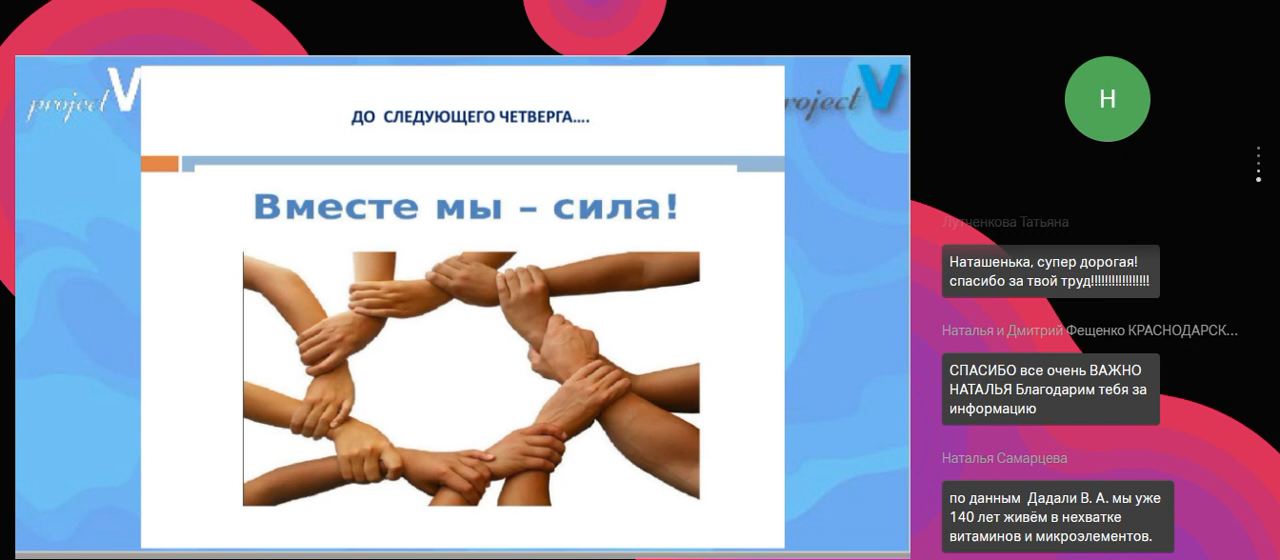 project V
roject V
ДО СЛЕДУЮЩЕГО ЧЕТВЕРГА....
Вместе мы – сила!
Н
Лутченкова Татьяна
Наташенька, супер дорогая!
спасибо за твой труд!!!!!!!!!!!!!!!!!
Наталья и Дмитрий Фещенко КРАСНОДАРСК...
СПАСИБО все очень ВАЖНО
НАТАЛЬЯ Благодарим тебя за
информацию
Наталья Самарцева
по данным Дадали В. А. мы уже
140 лет живём в нехватке
витаминов и микроэлементов.